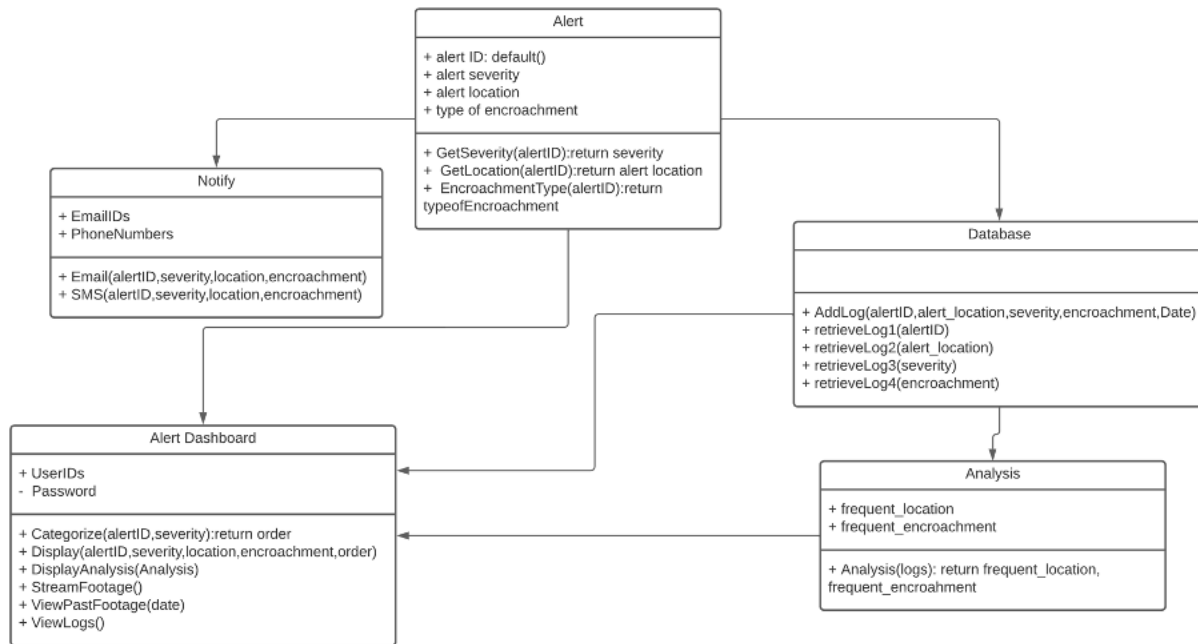 Alert
+ alert ID: default()
+ alert severity
+ alert location
+ type of encroachment
+ GetSeverity(alertID):return severity
+ GetLocation(alertID):return alert location
+ EncroachmentType(alertID):return
typeofEncroachment
Notify
+ EmailIDs
+ PhoneNumbers
+ Email(alertID,severity,location,encroachment)
+ SMS(alertID,severity,location,encroachment)
Database
+ AddLog(alertID,alert_location,severity,encroachment,Date)
+ retrieveLog1(alertID)
+ retrieveLog2(alert_location)
+ retrieveLog3(severity)
+ retrieveLog4(encroachment)
Alert Dashboard
+ UserIDs
- Password
+ Categorize(alertID,severity):return order
+ Display(alertID,severity,location,encroachment,order)
+ DisplayAnalysis(Analysis)
+ StreamFootage()
+ ViewPastFootage(date)
+ ViewLogs()
Analysis
+ frequent_location
+ frequent_encroachment
+ Analysis(logs): return frequent_location,
frequent_encroahment